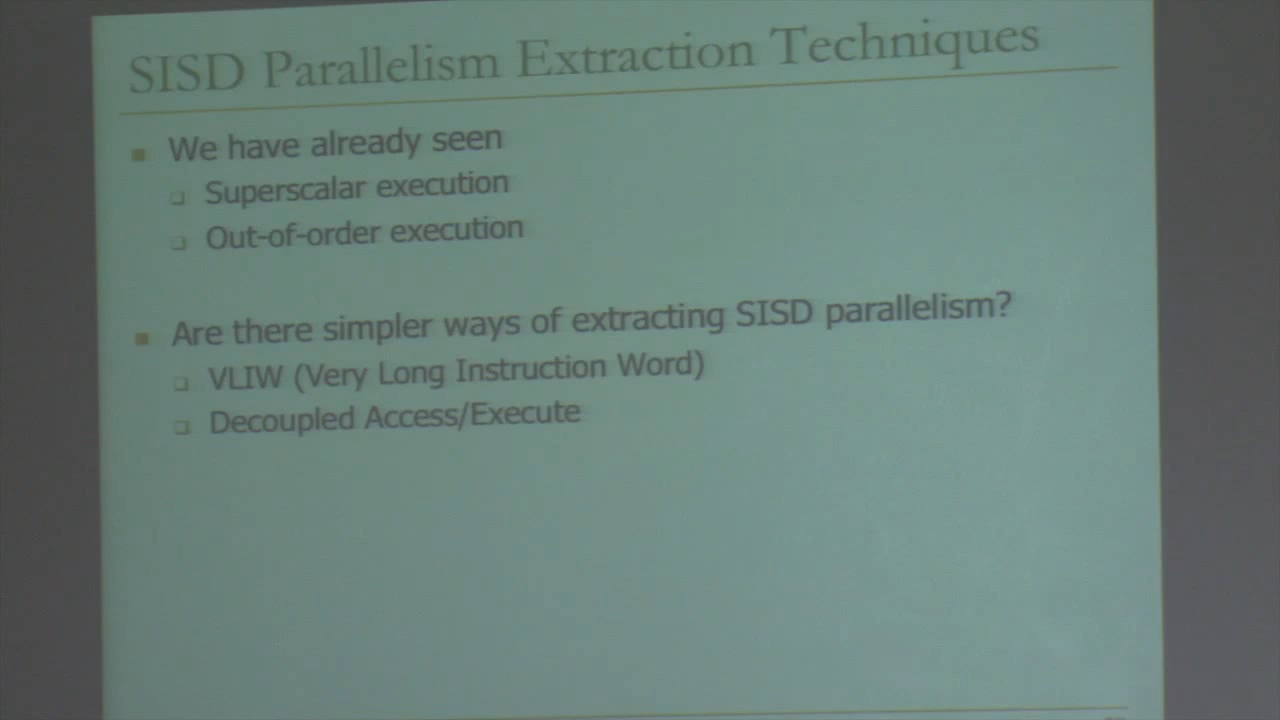 SISD Parallelism Extraction Techniques
We have already seen
Superscalar execution
Out-of-order execution
Are there simpler ways of extracting SISD parallelism?
VLIW (Very Long Instruction Word)
Decoupled Access/Execute